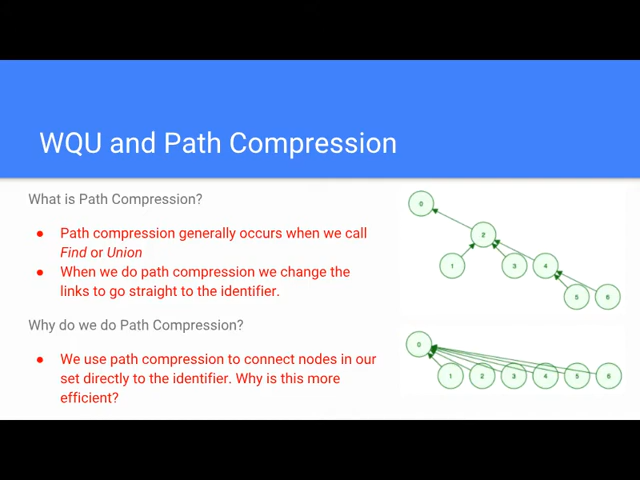 WQU and Path Compression
What is Path Compression?
● Path compression generally occurs when we call
Find or Union
● When we do path compression we change the
links to go straight to the identifier.
Why do we do Path Compression?
● We use path compression to connect nodes in our
set directly to the identifier. Why is this more
efficient?
0
2
1 3 4
5 6
0
1 2 3 4 5 6